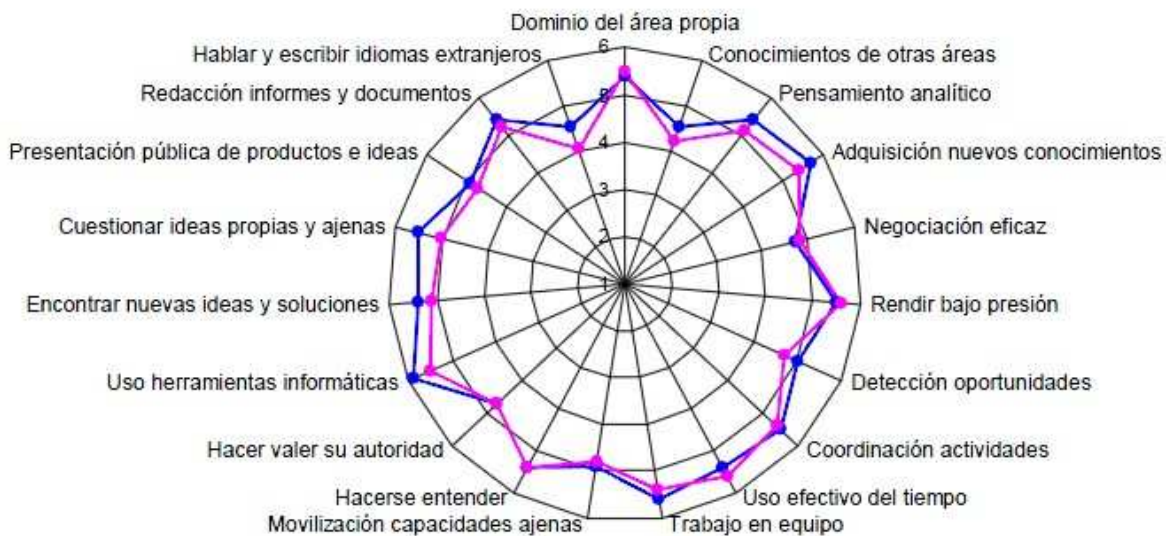 Dominio del área propia
6
Hablar y escribir idiomas extranjeros
Conocimientos de otras áreas
Redacción informes y documentos
5
Pensamiento analítico
Presentación pública de productos e ideas
4
Adquisición nuevos conocimientos
3
Cuestionar ideas propias y ajenas
Negociación eficaz
2
1
Encontrar nuevas ideas y soluciones
Rendir bajo presión
Uso herramientas informáticas
Detección oportunidades
Hacer valer su autoridad
Coordinación actividades
Hacerse entender
Uso efectivo del tiempo
Movilización capacidades ajenas
Trabajo en equipo